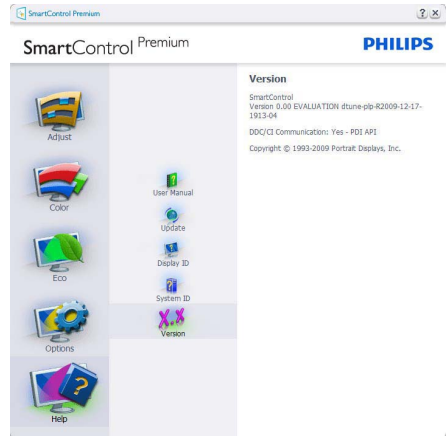 SmartControl Premium
? x
SmartControl Premium
PHILIPS
Adjust
Color
Eco
Options
Help
User Manual
Update
Display ID
System ID
X.X
Version
Version
SmartControl
Version 0.00 EVALUATION dtune-plp-R2009-12-17-
1913-04
DDC/CI Communication: Yes - PDI API
Copyright © 1993-2009 Portrait Displays, Inc.